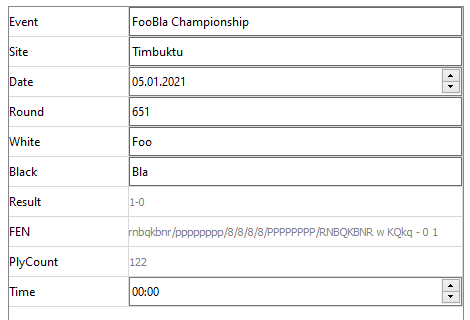 Event FooBla Championship
Site Timbuktu
Date 05.01.2021
Round 651
White Foo
Black Bla
Result 1-0
FEN rnbqkbnr/pppppppp/8/8/8/8/PPPPPPPP/RNBQKBNR w KQkq - 0 1
PlyCount 122
Time 00:00